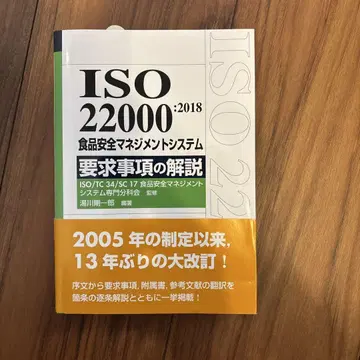 ISO
22000:2018
食品安全マネジメントシステム
要求事項の解説
ISO/TC 34/SC 17 食品安全マネジメント
システム専門分科会 監修
湯川剛一郎 編著
ISO 22
2005年の制定以来,
13年ぶりの大改訂!
序文から要求事項,附属書,参考文献の翻訳を
箇条の逐条解説とともに一挙掲載!